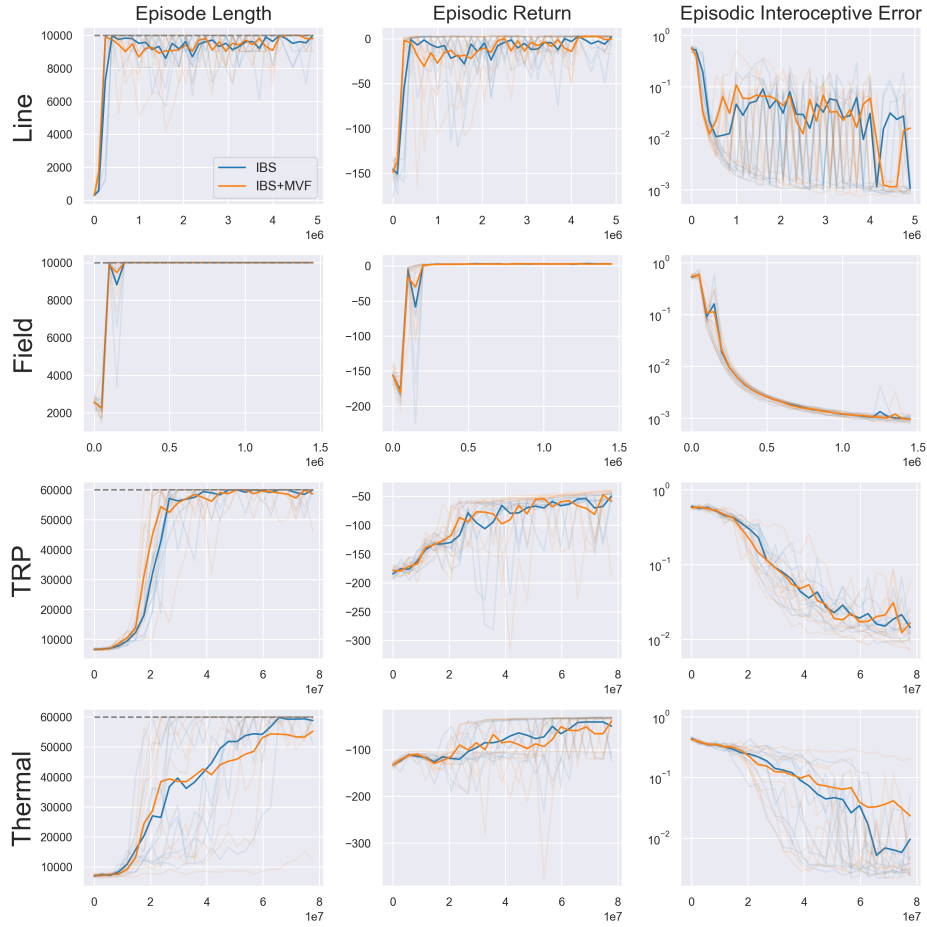 Episode Length Episodic Return Episodic Interoceptive Error
Line
10000
8000
6000
4000
2000
0
IBS
IBS+MVF
0 1 2 3 4 5
1e6
0
−50
−100
−150
0 1 2 3 4 5
1e6
10⁰
10⁻¹
10⁻²
10⁻³
0 1 2 3 4 5
1e6
Field
10000
8000
6000
4000
2000
0.0 0.5 1.0 1.5
1e6
0
−50
−100
−150
−200
0.0 0.5 1.0 1.5
1e6
10⁰
10⁻¹
10⁻²
10⁻³
0.0 0.5 1.0 1.5
1e6
TRP
60000
50000
40000
30000
20000
10000
0 2 4 6 8
1e7
−50
−100
−150
−200
−250
−300
0 2 4 6 8
1e7
10⁰
10⁻¹
10⁻²
0 2 4 6 8
1e7
Thermal
60000
50000
40000
30000
20000
10000
0 2 4 6 8
1e7
−100
−200
−300
0 2 4 6 8
1e7
10⁰
10⁻¹
10⁻²
0 2 4 6 8
1e7